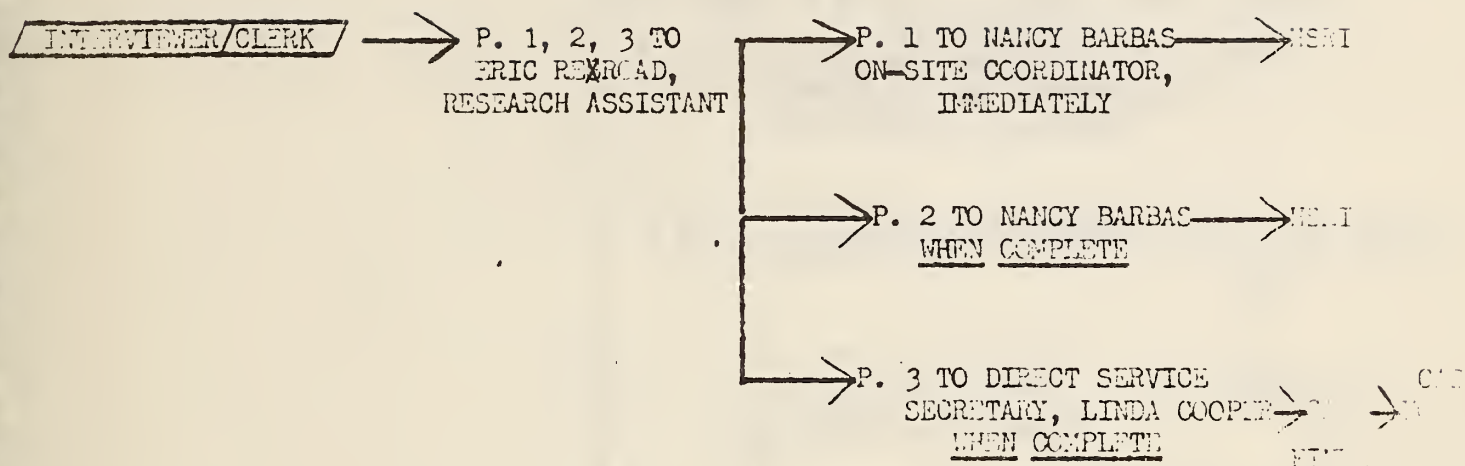 INTERVIEWER/CLERK
P. 1, 2, 3 TO
ERIC REXROAD,
RESEARCH ASSISTANT
P. 1 TO NANCY BARBAS
ON-SITE COORDINATOR,
IMMEDIATELY
P. 2 TO NANCY BARBAS
WHEN COMPLETE
P. 3 TO DIRECT SERVICE
SECRETARY, LINDA COOPER
WHEN COMPLETE